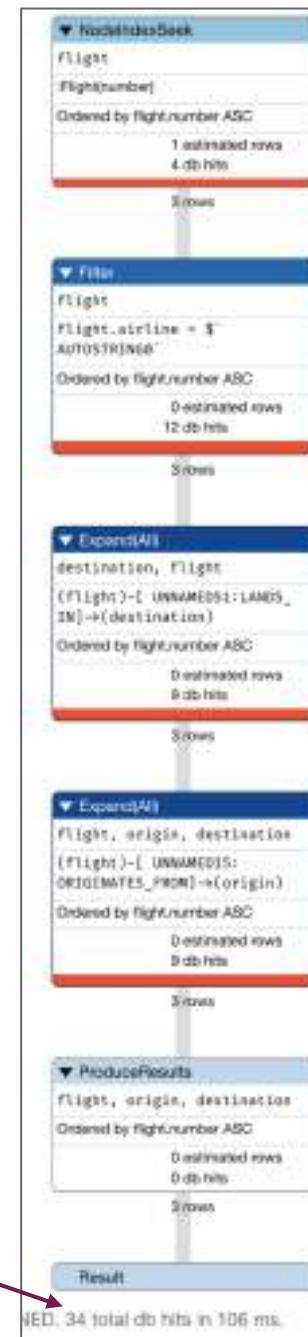 ▼ NodeIndexSeek
flight
:Flight(number)
Ordered by flight.number ASC
1 estimated rows
4 db hits
3 rows
▼ Filter
flight
flight.airline = $`
AUTOSTRING0`
Ordered by flight.number ASC
0 estimated rows
12 db hits
3 rows
▼ Expand(All)
destination, flight
(flight)-[ UNNAMED51:LANDS_
IN]->(destination)
Ordered by flight.number ASC
0 estimated rows
9 db hits
3 rows
▼ Expand(All)
flight, origin, destination
(flight)-[ UNNAMED15:
ORIGINATES_FROM]->(origin)
Ordered by flight.number ASC
0 estimated rows
9 db hits
3 rows
▼ ProduceResults
flight, origin, destination
Ordered by flight.number ASC
0 estimated rows
0 db hits
3 rows
Result
NED. 34 total db hits in 106 ms.